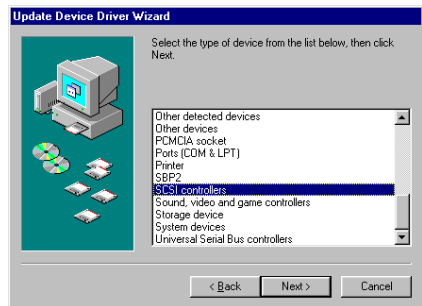 Update Device Driver Wizard
Select the type of device from the list below, then click
Next.
Other detected devices
Other devices
PCMCIA socket
Ports (COM & LPT)
Printer
SBP2
SCSI controllers
Sound, video and game controllers
Storage device
System devices
Universal Serial Bus controllers
< Back
Next >
Cancel